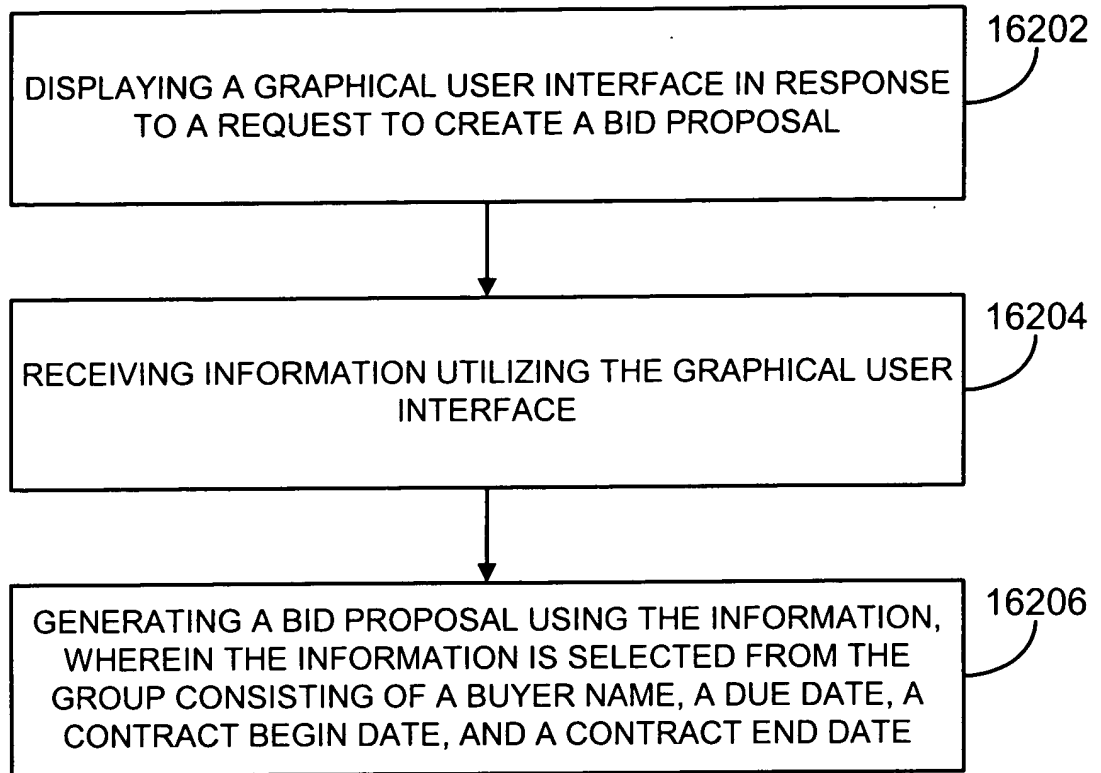 16202
DISPLAYING A GRAPHICAL USER INTERFACE IN RESPONSE
TO A REQUEST TO CREATE A BID PROPOSAL
16204
RECEIVING INFORMATION UTILIZING THE GRAPHICAL USER
INTERFACE
16206
GENERATING A BID PROPOSAL USING THE INFORMATION,
WHEREIN THE INFORMATION IS SELECTED FROM THE
GROUP CONSISTING OF A BUYER NAME, A DUE DATE, A
CONTRACT BEGIN DATE, AND A CONTRACT END DATE